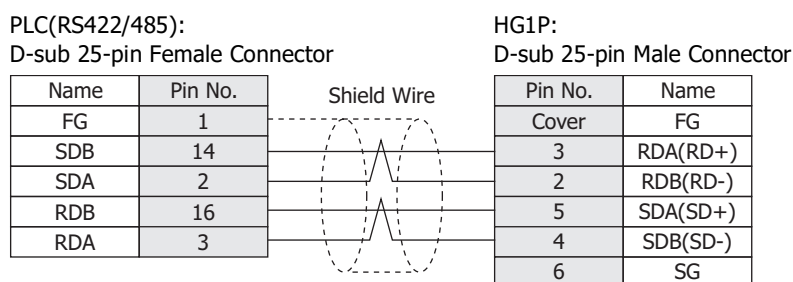 PLC(RS422/485):
D-sub 25-pin Female Connector
HG1P:
D-sub 25-pin Male Connector
Name Pin No. Shield Wire Pin No. Name
FG 1 Cover FG
SDB 14 3 RDA(RD+)
SDA 2 2 RDB(RD-)
RDB 16 5 SDA(SD+)
RDA 3 4 SDB(SD-)
6 SG